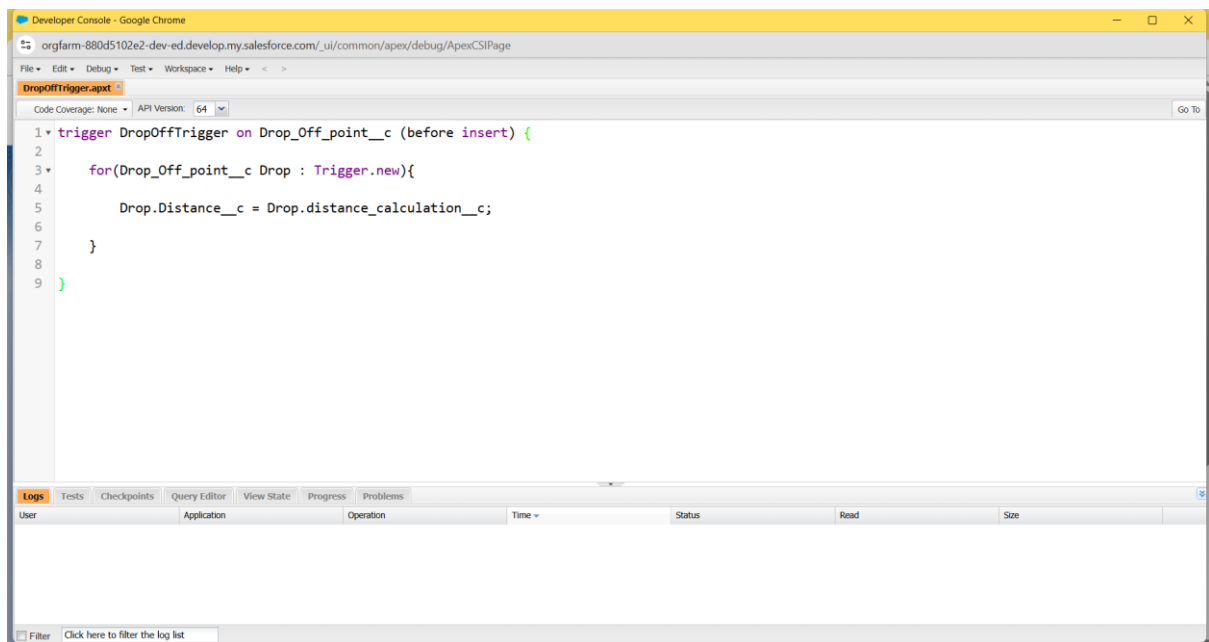 Developer Console - Google Chrome
orgfarm-880d5102e2-dev-ed.develop.my.salesforce.com/_ui/common/apex/debug/ApexCSIPage
File Edit Debug Test Workspace Help < >
DropOffTrigger.apxt
Code Coverage: None API Version: 64 Go To
1 trigger DropOffTrigger on Drop_Off_point__c (before insert) {
2
3 for(Drop_Off_point__c Drop : Trigger.new){
4
5 Drop.Distance__c = Drop.distance_calculation__c;
6
7 }
8
9 }
Logs Tests Checkpoints Query Editor View State Progress Problems
User Application Operation Time Status Read Size
Filter Click here to filter the log list